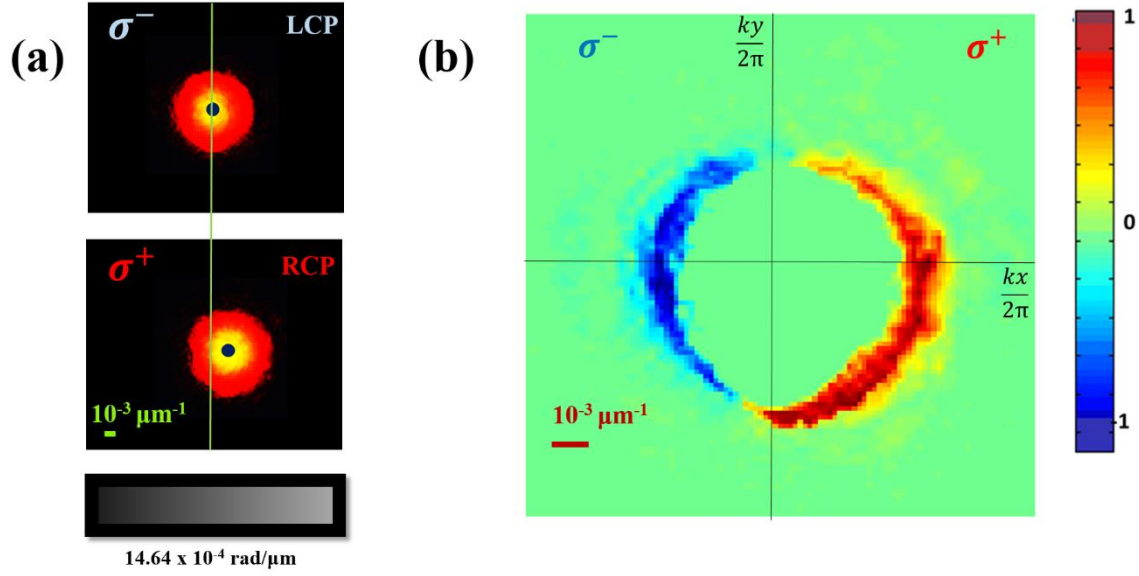 (a)
σ⁻ LCP
σ⁺ RCP
10⁻³ μm⁻¹
14.64 x 10⁻⁴ rad/μm
(b)
σ⁻
ky
2π
σ⁺
kx
2π
10⁻³ μm⁻¹
1
0
-1